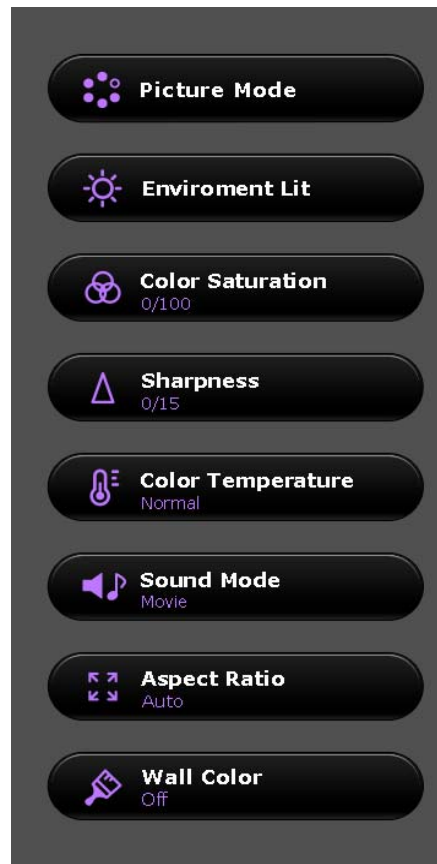 Picture Mode
Enviroment Lit
Color Saturation
0/100
Sharpness
0/15
Color Temperature
Normal
Sound Mode
Movie
Aspect Ratio
Auto
Wall Color
Off